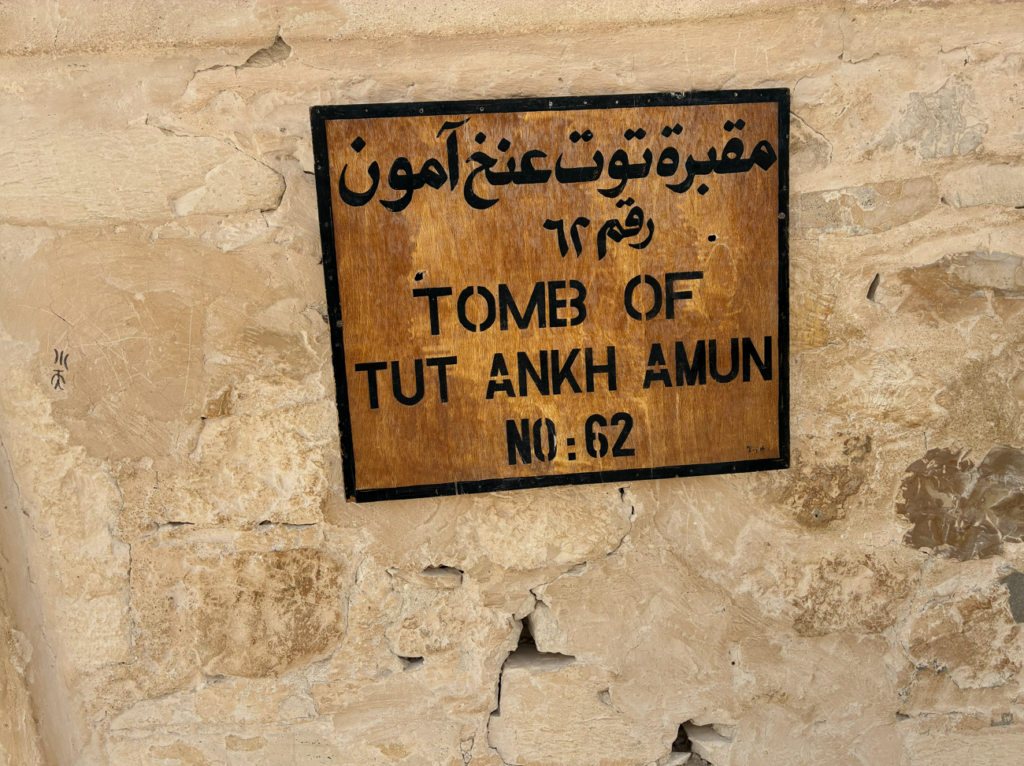 مقبرة توت عنخ آمون
رقم ٦٢
TOMB OF
TUT ANKH AMUN
NO: 62